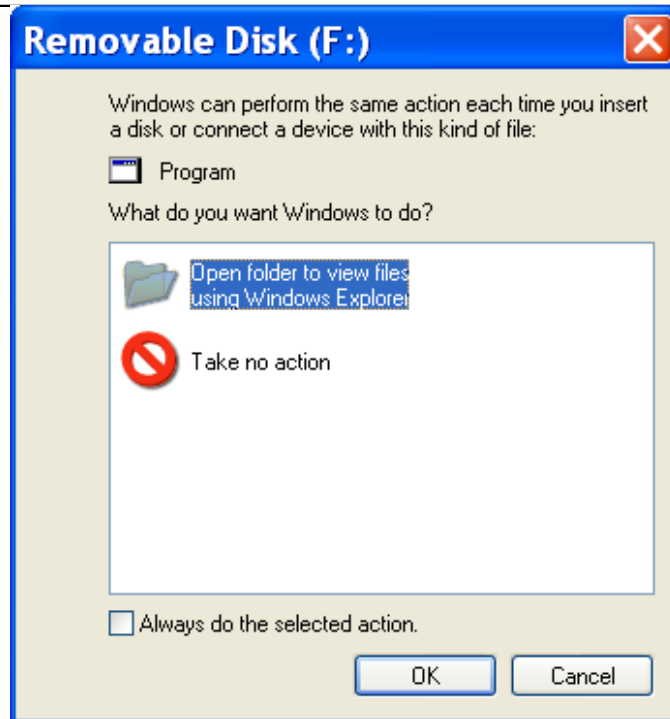 Removable Disk (F:)
Windows can perform the same action each time you insert
a disk or connect a device with this kind of file:
Program
What do you want Windows to do?
Open folder to view files
using Windows Explorer
Take no action
Always do the selected action.
OK
Cancel